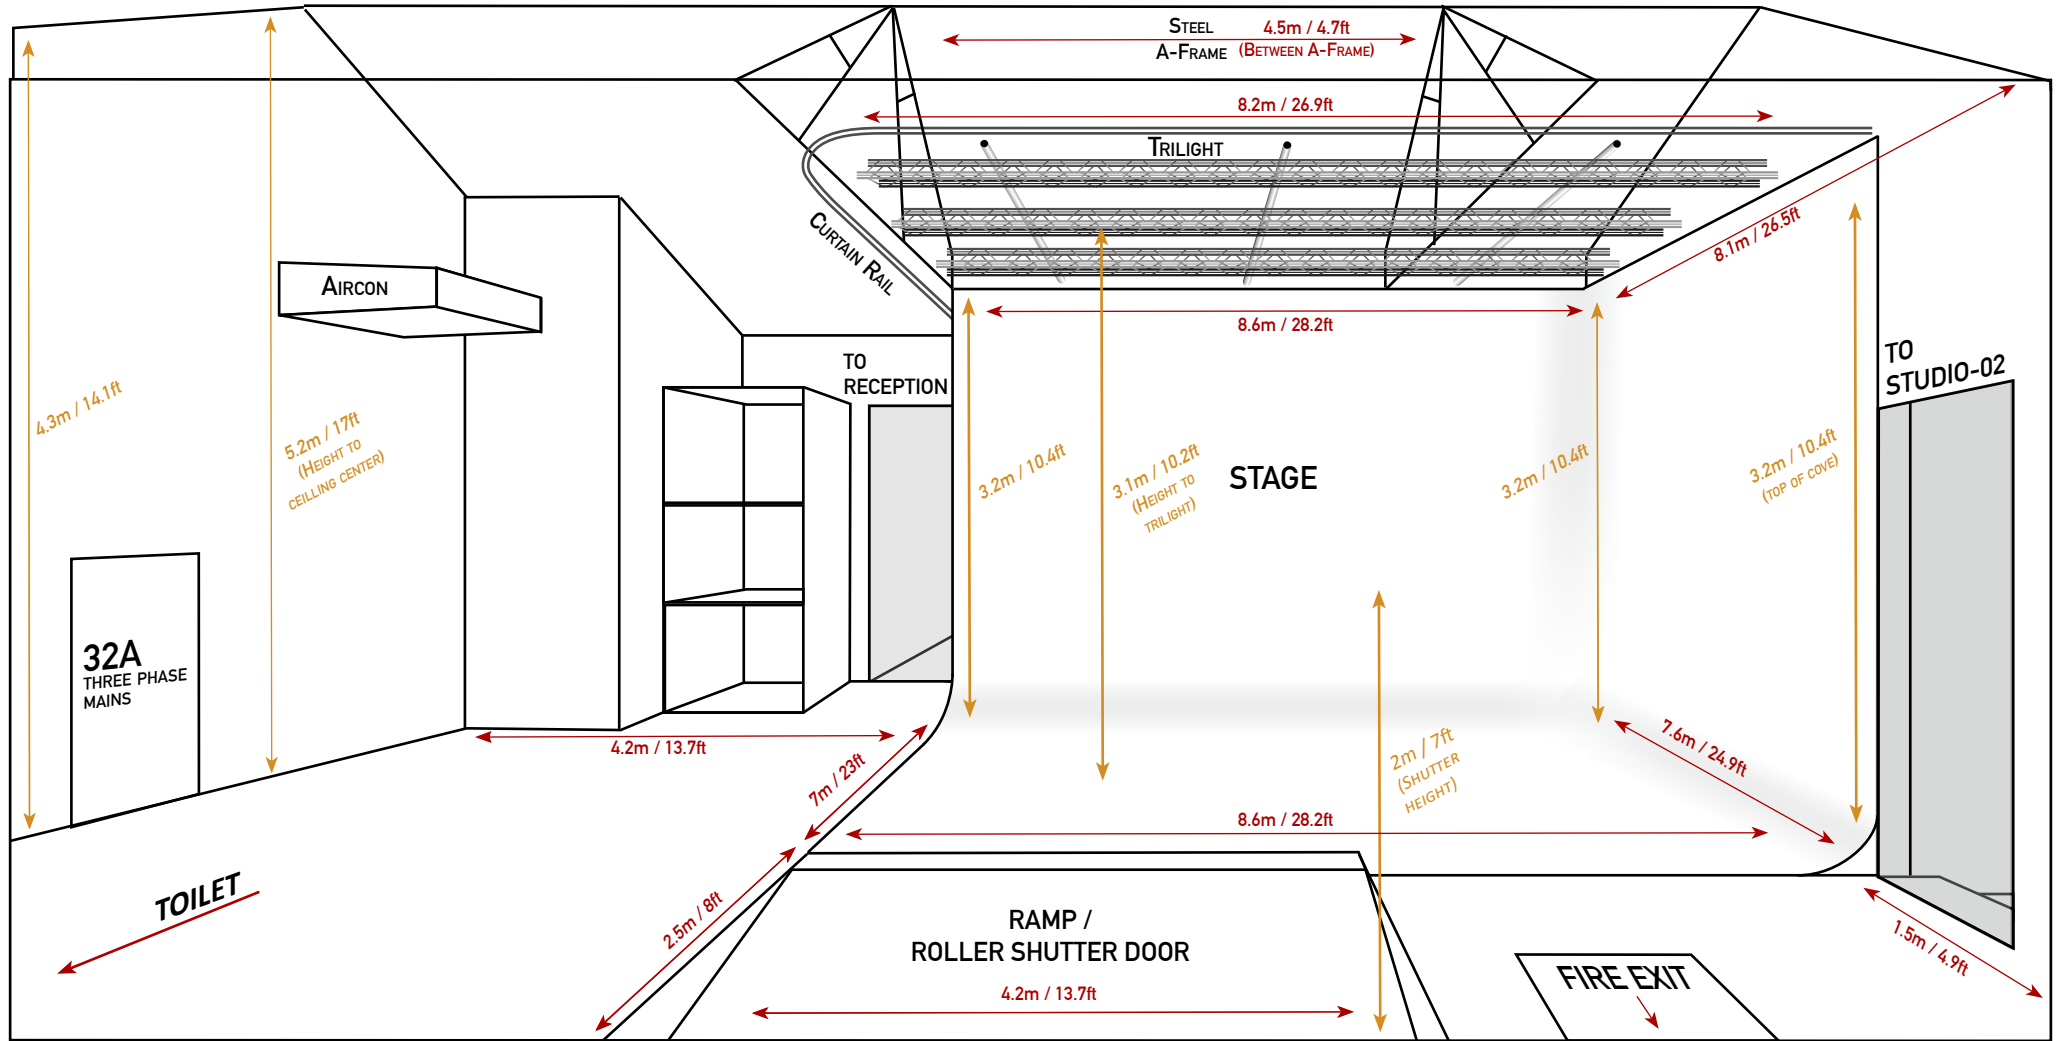 STEEL 4.5m / 4.7ft
A-FRAME (BETWEEN A-FRAME)
8.2m / 26.9ft
TRILIGHT
CURTAIN RAIL
8.1m / 26.5ft
AIRCON
8.6m / 28.2ft
TO
RECEPTION
TO
STUDIO-02
4.3m / 14.1ft
5.2m / 17ft
(HEIGHT TO
CEILLING CENTER)
3.2m / 10.4ft
3.1m / 10.2ft
(HEIGHT TO
TRILIGHT)
STAGE
3.2m / 10.4ft
3.2m / 10.4ft
(TOP OF COVE)
32A
THREE PHASE
MAINS
4.2m / 13.7ft
7m / 23ft
2m / 7ft
(SHUTTER
HEIGHT)
7.6m / 24.9ft
8.6m / 28.2ft
TOILET
2.5m / 8ft
RAMP /
ROLLER SHUTTER DOOR
4.2m / 13.7ft
FIRE EXIT
1.5m / 4.9ft